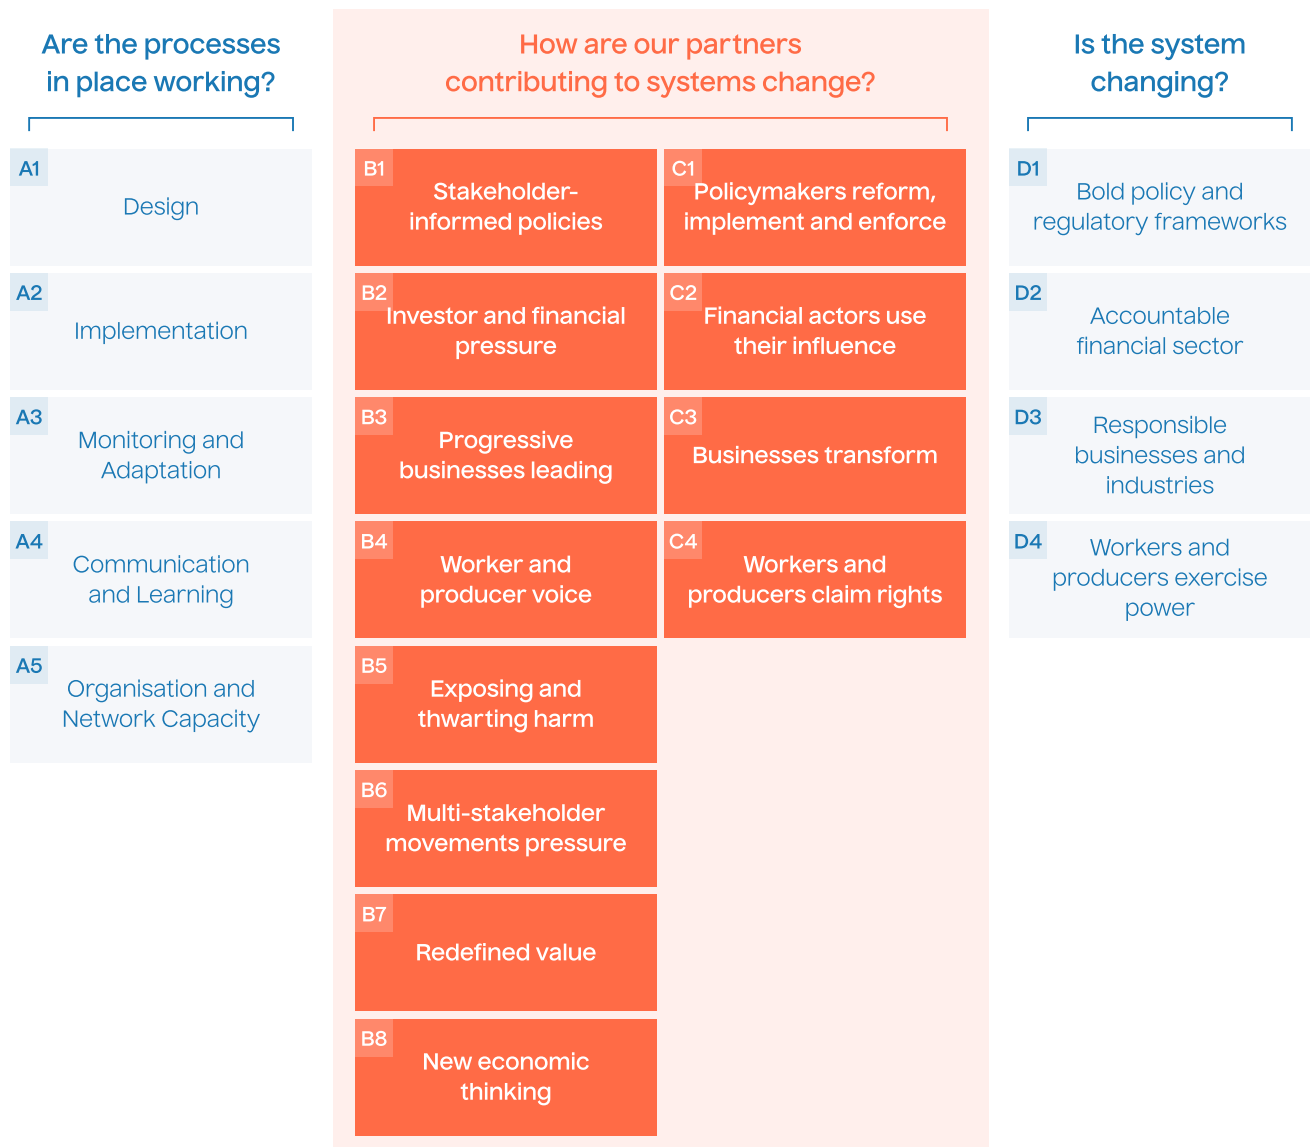 Are the processes
in place working?
A1
Design
A2
Implementation
A3
Monitoring and
Adaptation
A4
Communication
and Learning
A5
Organisation and
Network Capacity
How are our partners
contributing to systems change?
B1
Stakeholder-
informed policies
B2
Investor and financial
pressure
B3
Progressive
businesses leading
B4
Worker and
producer voice
B5
Exposing and
thwarting harm
B6
Multi-stakeholder
movements pressure
B7
Redefined value
B8
New economic
thinking
C1
Policymakers reform,
implement and enforce
C2
Financial actors use
their influence
C3
Businesses transform
C4
Workers and
producers claim rights
Is the system
changing?
D1
Bold policy and
regulatory frameworks
D2
Accountable
financial sector
D3
Responsible
businesses and
industries
D4
Workers and
producers exercise
power